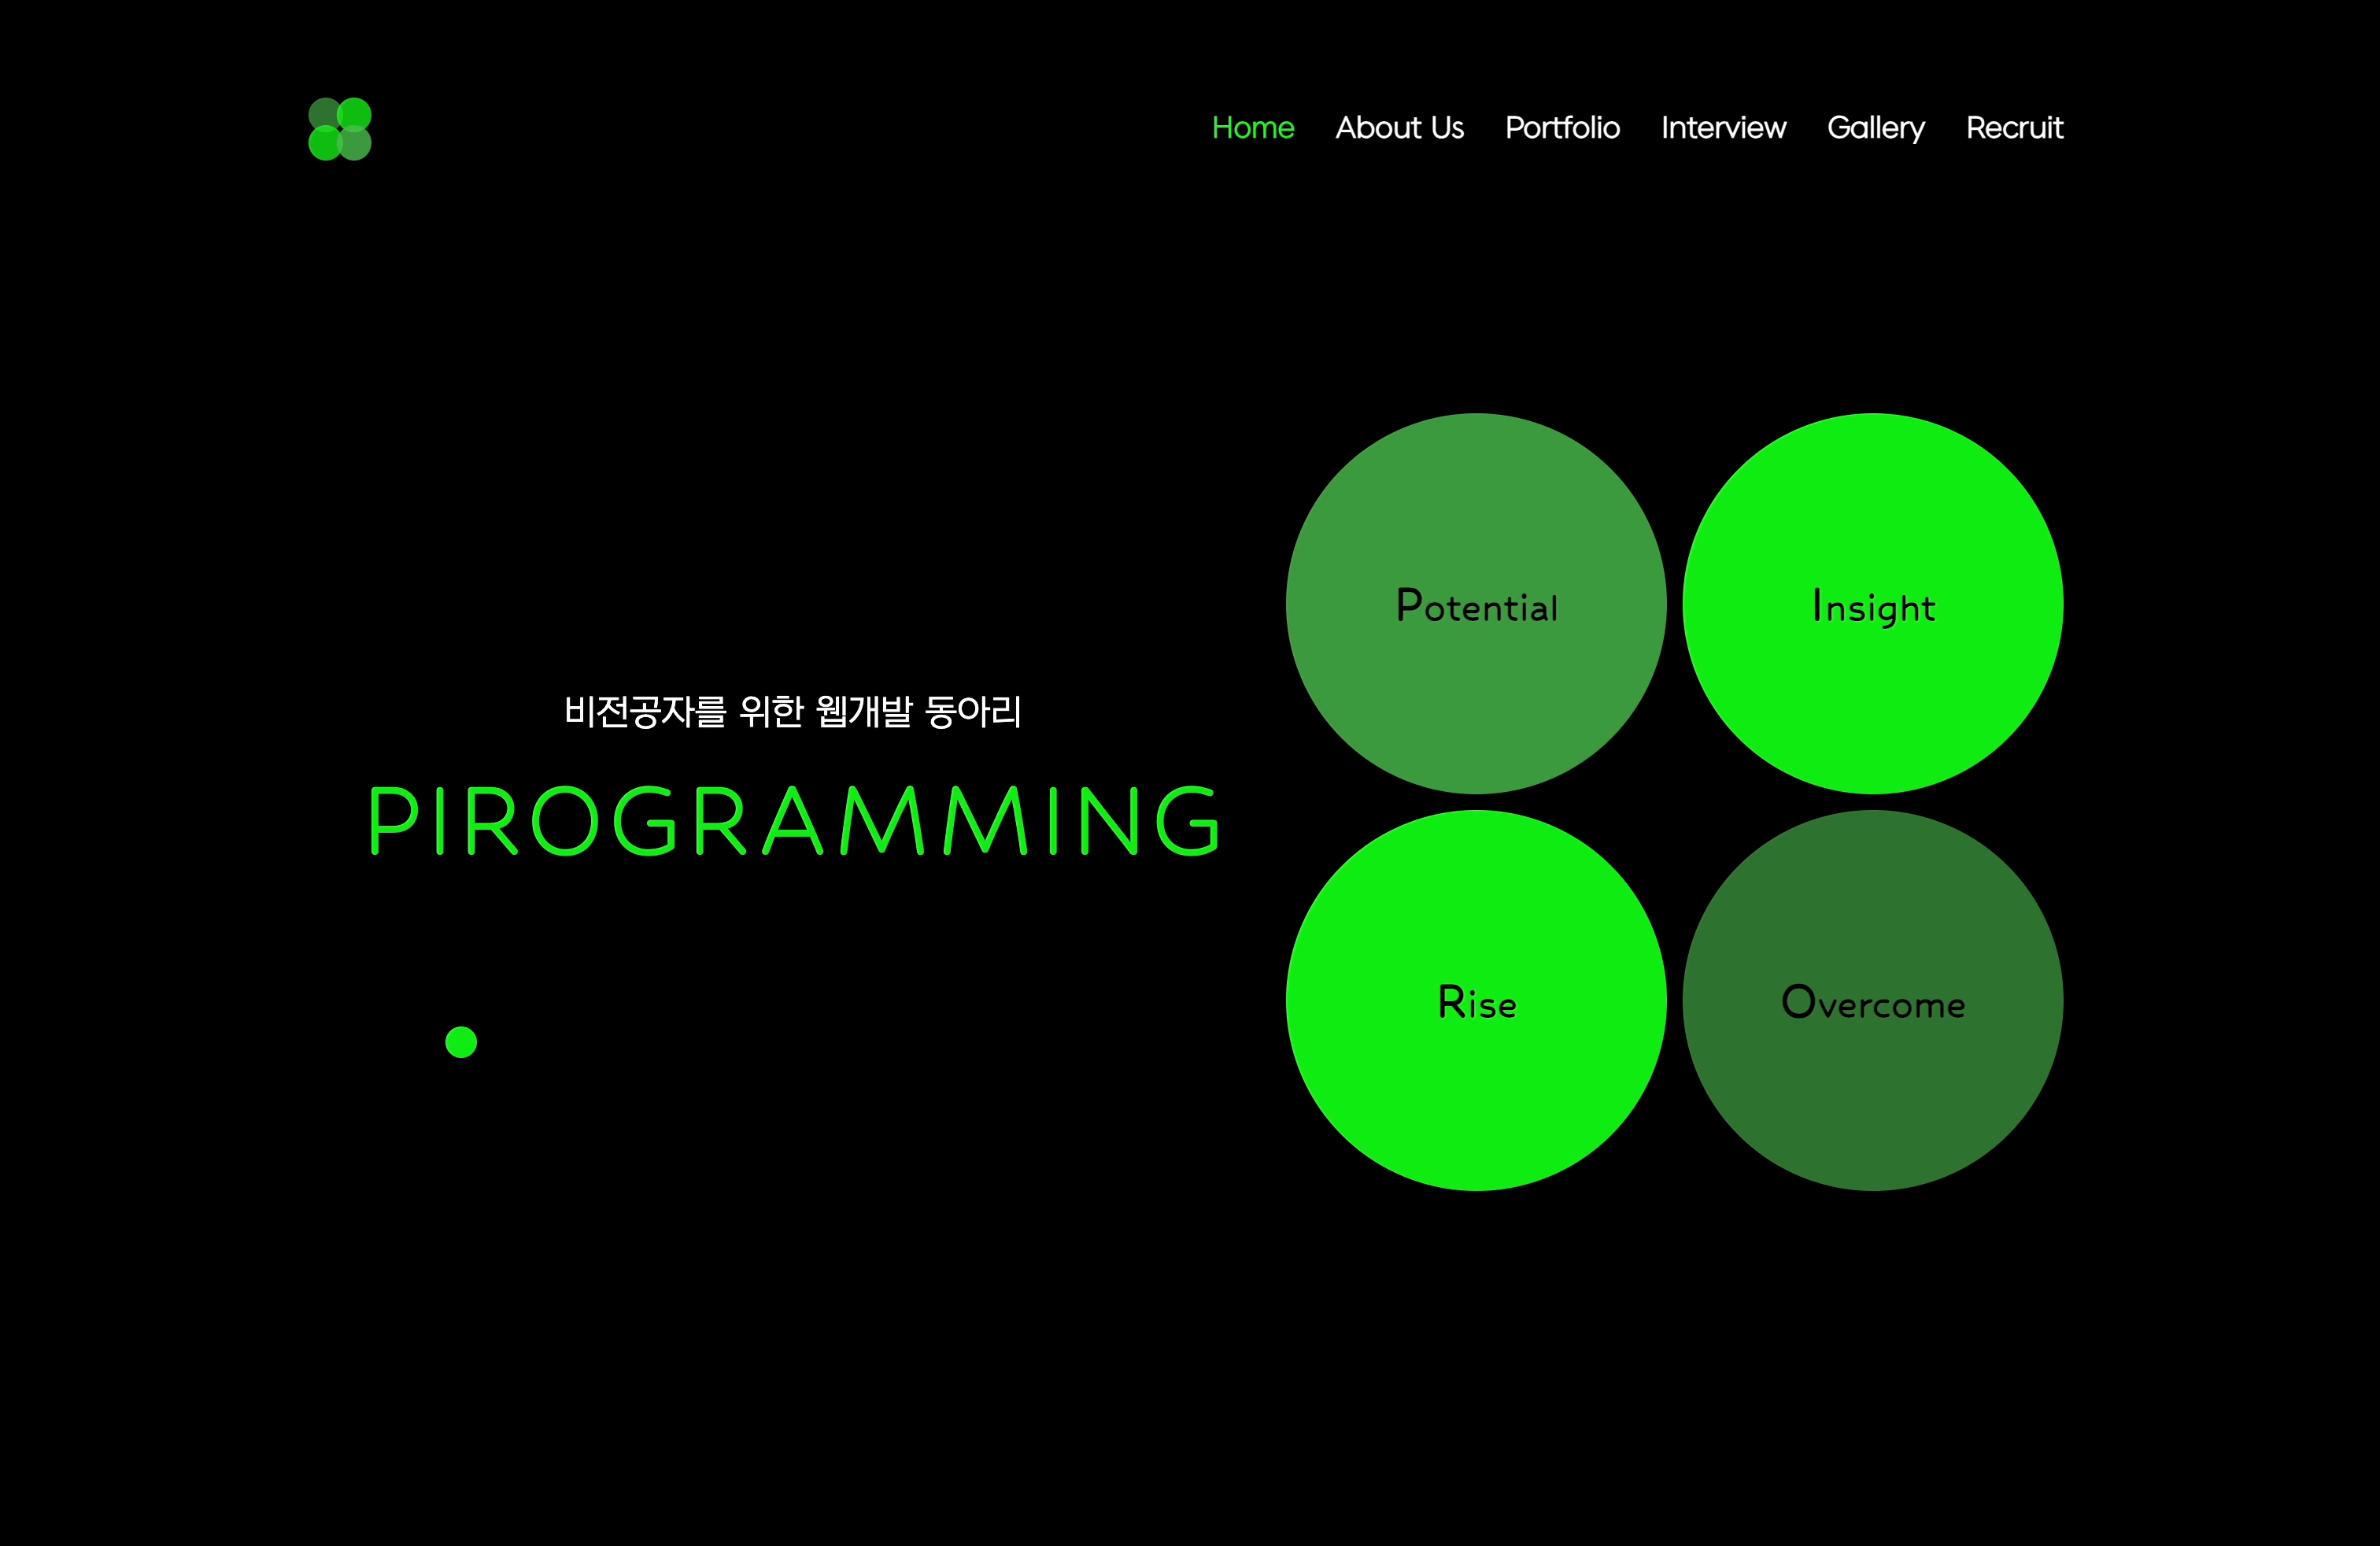 Home About Us Portfolio Interview Gallery Recruit
비전공자를 위한 웹개발 동아리
PIROGRAMMING
Potential
Insight
Rise
Overcome